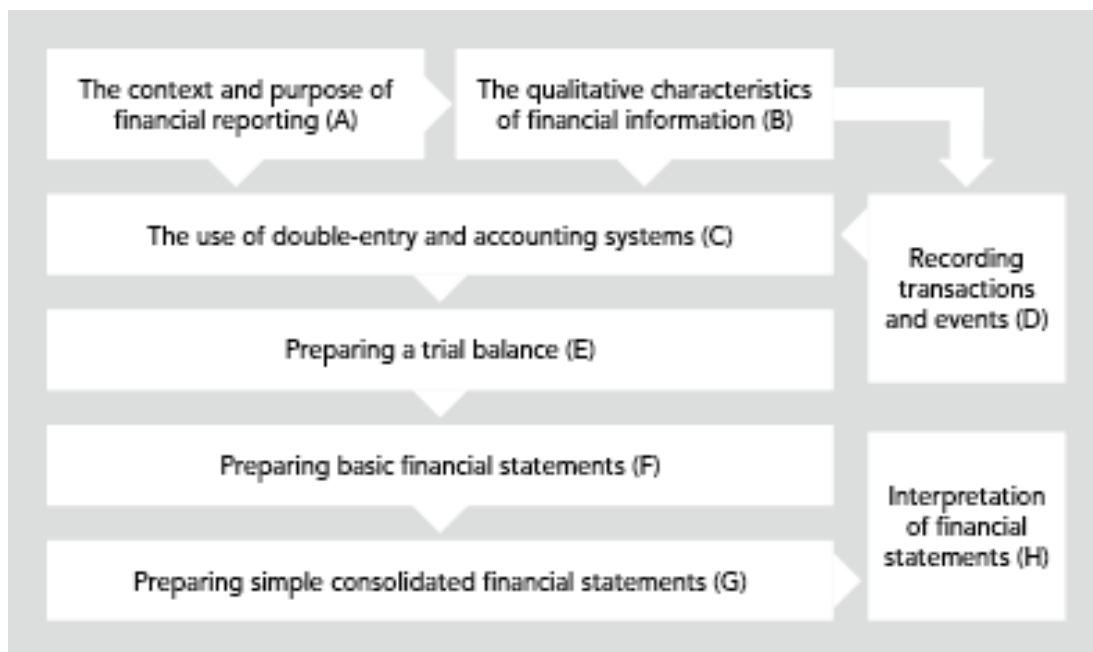 The context and purpose of
financial reporting (A)
The qualitative characteristics
of financial information (B)
The use of double-entry and accounting systems (C)
Recording
transactions
and events (D)
Preparing a trial balance (E)
Preparing basic financial statements (F)
Interpretation
of financial
statements (H)
Preparing simple consolidated financial statements (G)